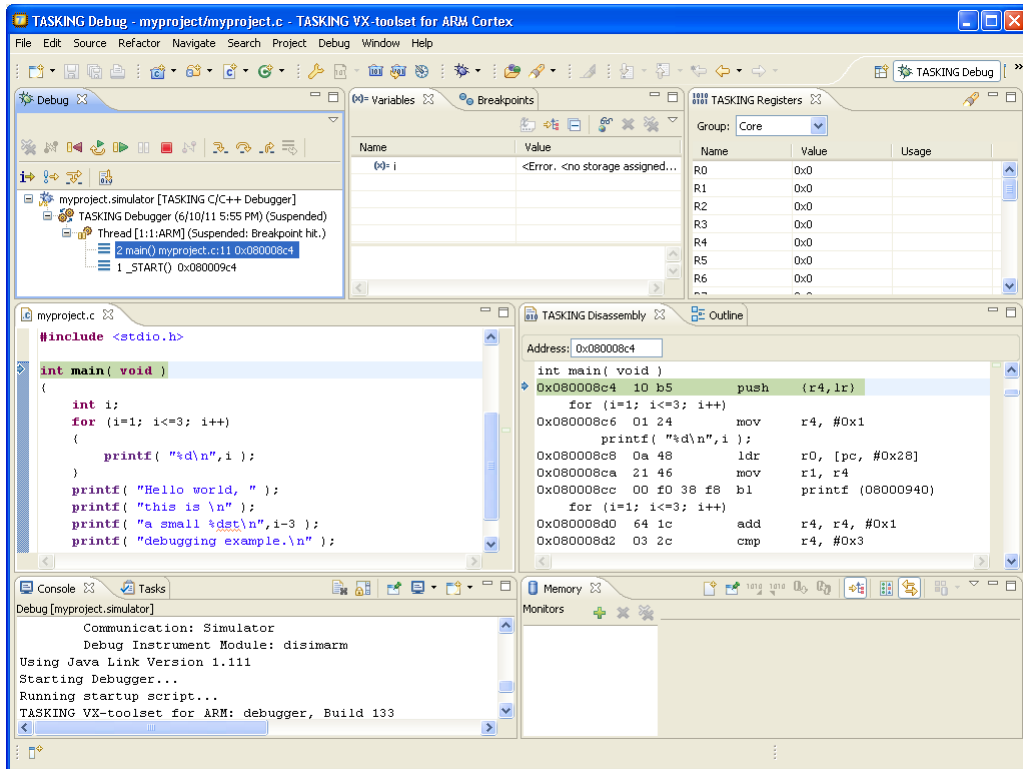 TASKING Debug - myproject/myproject.c - TASKING VX-toolset for ARM Cortex
File Edit Source Refactor Navigate Search Project Debug Window Help
TASKING Debug
Debug
myproject.simulator [TASKING C/C++ Debugger]
TASKING Debugger (6/10/11 5:55 PM) (Suspended)
Thread [1:1:ARM] (Suspended: Breakpoint hit.)
2 main() myproject.c:11 0x080008c4
1 _START() 0x080009c4
(x)= Variables Breakpoints
Name Value
(x)= i <Error. <no storage assigned...
TASKING Registers
Group: Core
Name Value Usage
R0 0x0
R1 0x0
R2 0x0
R3 0x0
R4 0x0
R5 0x0
R6 0x0
myproject.c
#include <stdio.h>
int main( void )
{
int i;
for (i=1; i<=3; i++)
{
printf( "%d\n",i );
}
printf( "Hello world, " );
printf( "this is \n" );
printf( "a small %dst\n",i-3 );
printf( "debugging example.\n" );
TASKING Disassembly Outline
Address: 0x080008c4
int main( void )
0x080008c4 10 b5 push (r4,lr)
for (i=1; i<=3; i++)
0x080008c6 01 24 mov r4, #0x1
printf( "%d\n",i );
0x080008c8 0a 48 ldr r0, [pc, #0x28]
0x080008ca 21 46 mov r1, r4
0x080008cc 00 f0 38 f8 bl printf (08000940)
for (i=1; i<=3; i++)
0x080008d0 64 1c add r4, r4, #0x1
0x080008d2 03 2c cmp r4, #0x3
Console Tasks
Debug [myproject.simulator]
Communication: Simulator
Debug Instrument Module: disimarm
Using Java Link Version 1.111
Starting Debugger...
Running startup script...
TASKING VX-toolset for ARM: debugger, Build 133
Memory
Monitors